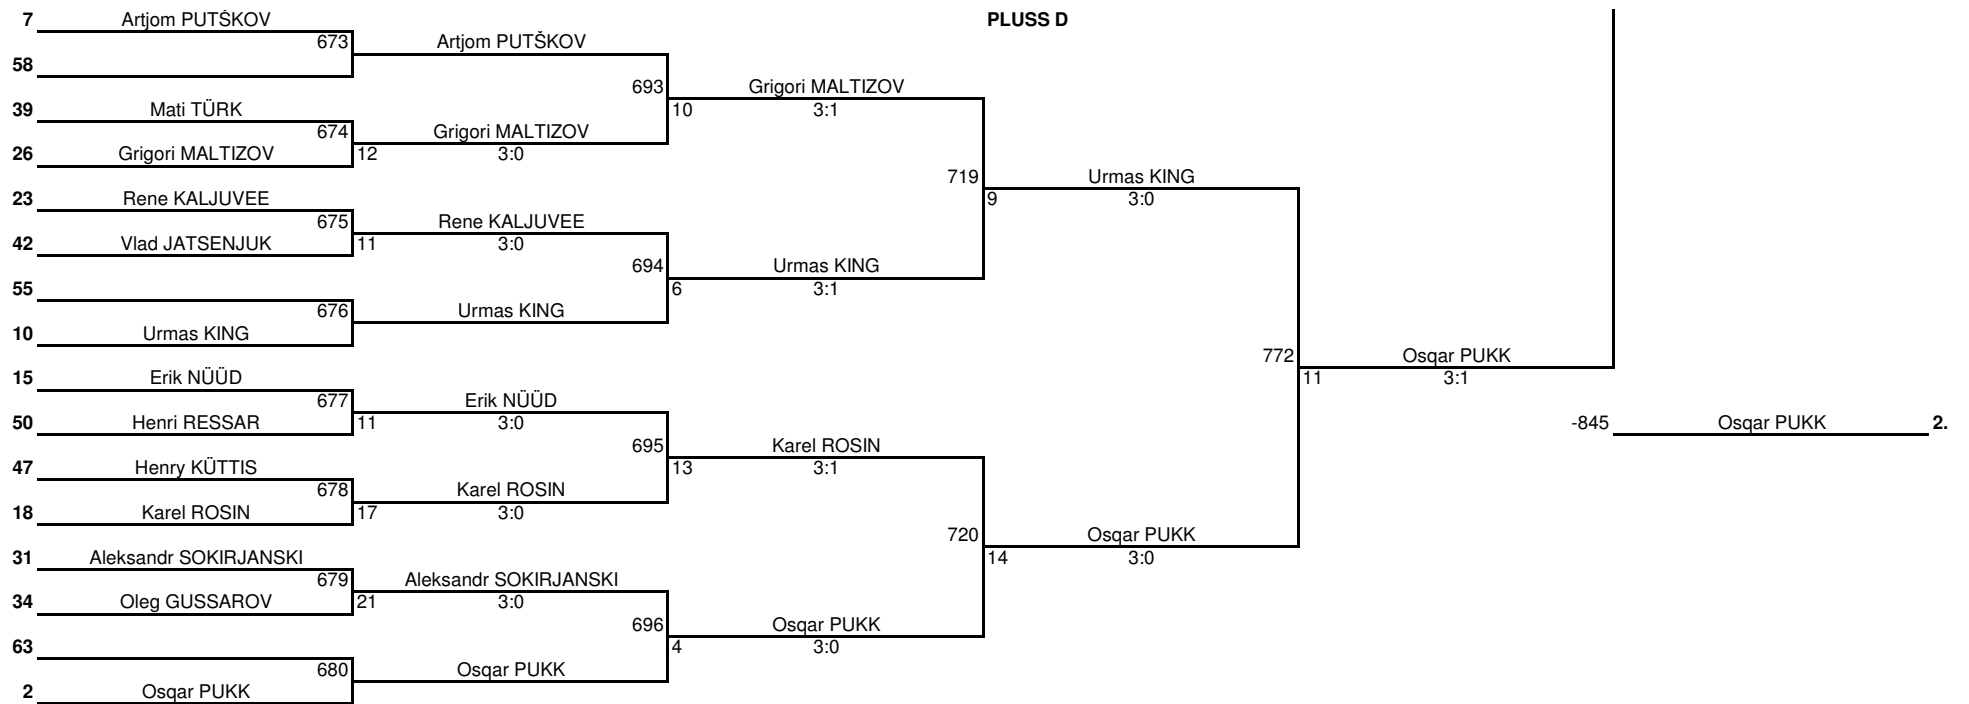 7 Artjom PUTŠKOV PLUSS D
673 Artjom PUTŠKOV
58
693 Grigori MALTIZOV
39 Mati TÜRK 10 3:1
674 Grigori MALTIZOV
26 Grigori MALTIZOV 12 3:0
719 Urmas KING
23 Rene KALJUVEE 9 3:0
675 Rene KALJUVEE
42 Vlad JATSENJUK 11 3:0
694 Urmas KING
55 6 3:1
676 Urmas KING
10 Urmas KING
772 Osqar PUKK
15 Erik NÜÜD 11 3:1
677 Erik NÜÜD
50 Henri RESSAR 11 3:0 -845 Osqar PUKK 2.
695 Karel ROSIN
47 Henry KÜTTIS 13 3:1
678 Karel ROSIN
18 Karel ROSIN 17 3:0
720 Osqar PUKK
31 Aleksandr SOKIRJANSKI 14 3:0
679 Aleksandr SOKIRJANSKI
34 Oleg GUSSAROV 21 3:0
696 Osqar PUKK
63 4 3:0
680 Osqar PUKK
2 Osqar PUKK